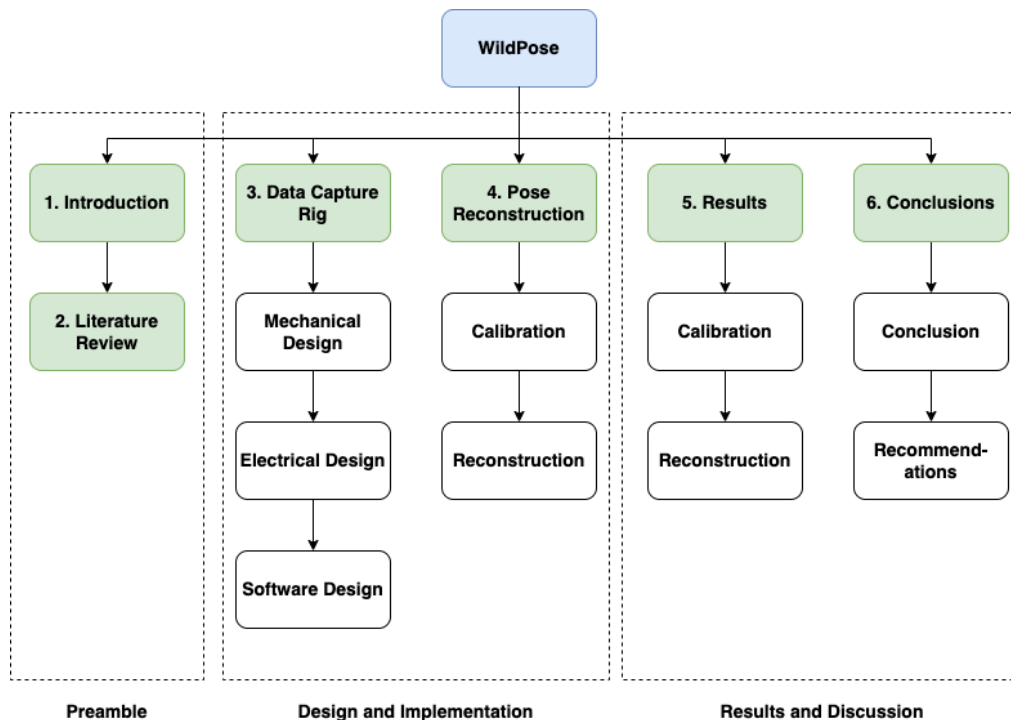 WildPose
1. Introduction
2. Literature
Review
3. Data Capture
Rig
Mechanical
Design
Electrical Design
Software Design
4. Pose
Reconstruction
Calibration
Reconstruction
5. Results
Calibration
Reconstruction
6. Conclusions
Conclusion
Recommend-
ations
Preamble
Design and Implementation
Results and Discussion